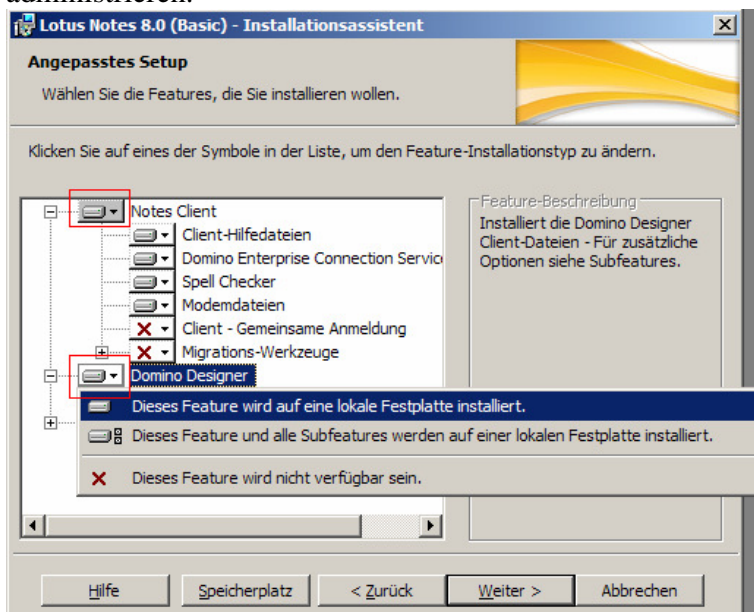 administrieren.
Lotus Notes 8.0 (Basic) - Installationsassistent
Angepasstes Setup
Wählen Sie die Features, die Sie installieren wollen.
Klicken Sie auf eines der Symbole in der Liste, um den Feature-Installationstyp zu ändern.
Notes Client
Client-Hilfedateien
Domino Enterprise Connection Service
Spell Checker
Modemdateien
Client - Gemeinsame Anmeldung
Migrations-Werkzeuge
Domino Designer
Feature-Beschreibung
Installiert die Domino Designer
Client-Dateien - Für zusätzliche
Optionen siehe Subfeatures.
Dieses Feature wird auf eine lokale Festplatte installiert.
Dieses Feature und alle Subfeatures werden auf einer lokalen Festplatte installiert.
Dieses Feature wird nicht verfügbar sein.
Hilfe
Speicherplatz
< Zurück
Weiter >
Abbrechen